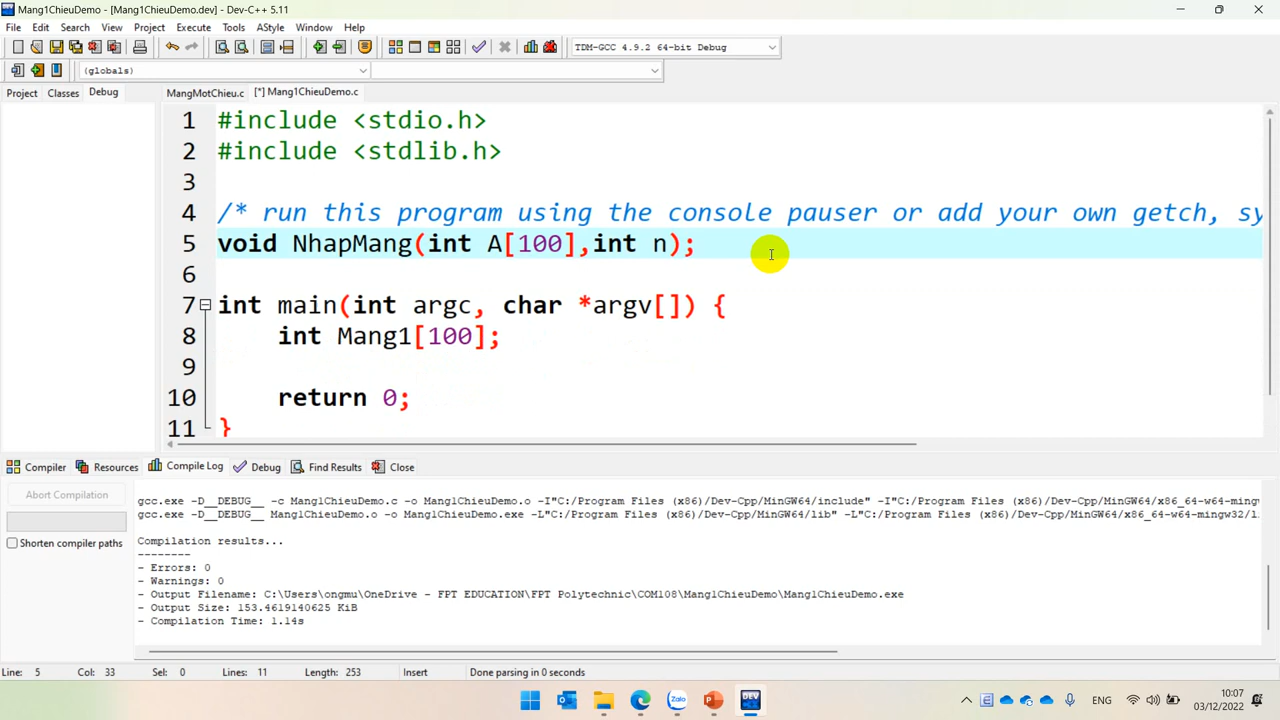 Mang1ChieuDemo - [Mang1ChieuDemo.dev] - Dev-C++ 5.11
File Edit Search View Project Execute Tools AStyle Window Help
TDM-GCC 4.9.2 64-bit Debug
(globals)
Project Classes Debug
MangMotChieu.c [*] Mang1ChieuDemo.c
1 #include <stdio.h>
2 #include <stdlib.h>
3
4 /* run this program using the console pauser or add your own getch, sy
5 void NhapMang(int A[100],int n);
6
7 int main(int argc, char *argv[]) {
8 int Mang1[100];
9
10 return 0;
11 }
Compiler Resources Compile Log Debug Find Results Close
Abort Compilation
Shorten compiler paths
gcc.exe -D__DEBUG__ -c Mang1ChieuDemo.c -o Mang1ChieuDemo.o -I"C:/Program Files (x86)/Dev-Cpp/MinGW64/include" -I"C:/Program Files (x86)/Dev-Cpp/MinGW64/x86_64-w64-ming
gcc.exe -D__DEBUG__ Mang1ChieuDemo.o -o Mang1ChieuDemo.exe -L"C:/Program Files (x86)/Dev-Cpp/MinGW64/lib" -L"C:/Program Files (x86)/Dev-Cpp/MinGW64/x86_64-w64-mingw32/l
Compilation results...
--------
- Errors: 0
- Warnings: 0
- Output Filename: C:\Users\ongmu\OneDrive - FPT EDUCATION\FPT Polytechnic\COM108\Mang1ChieuDemo\Mang1ChieuDemo.exe
- Output Size: 153.4619140625 KiB
- Compilation Time: 1.14s
Line: 5 Col: 33 Sel: 0 Lines: 11 Length: 253 Insert Done parsing in 0 seconds
Zalo
DEV
ENG
10:07
03/12/2022